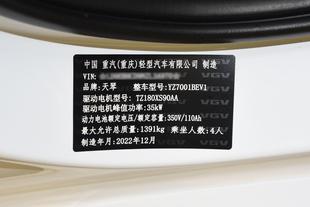 中国 重汽(重庆)轻型汽车有限公司 制造
VIN:
品牌:天琴 整车型号:YZ7001BEV1
驱动电机型号:TZ180XS90AA
驱动电机峰值功率:35kW
动力电池额定电压/额定容量:350V/110Ah
最大允许总质量:1391kg 乘坐人数:4人
制造年月:2022年12月
VGV
VGV
VGV